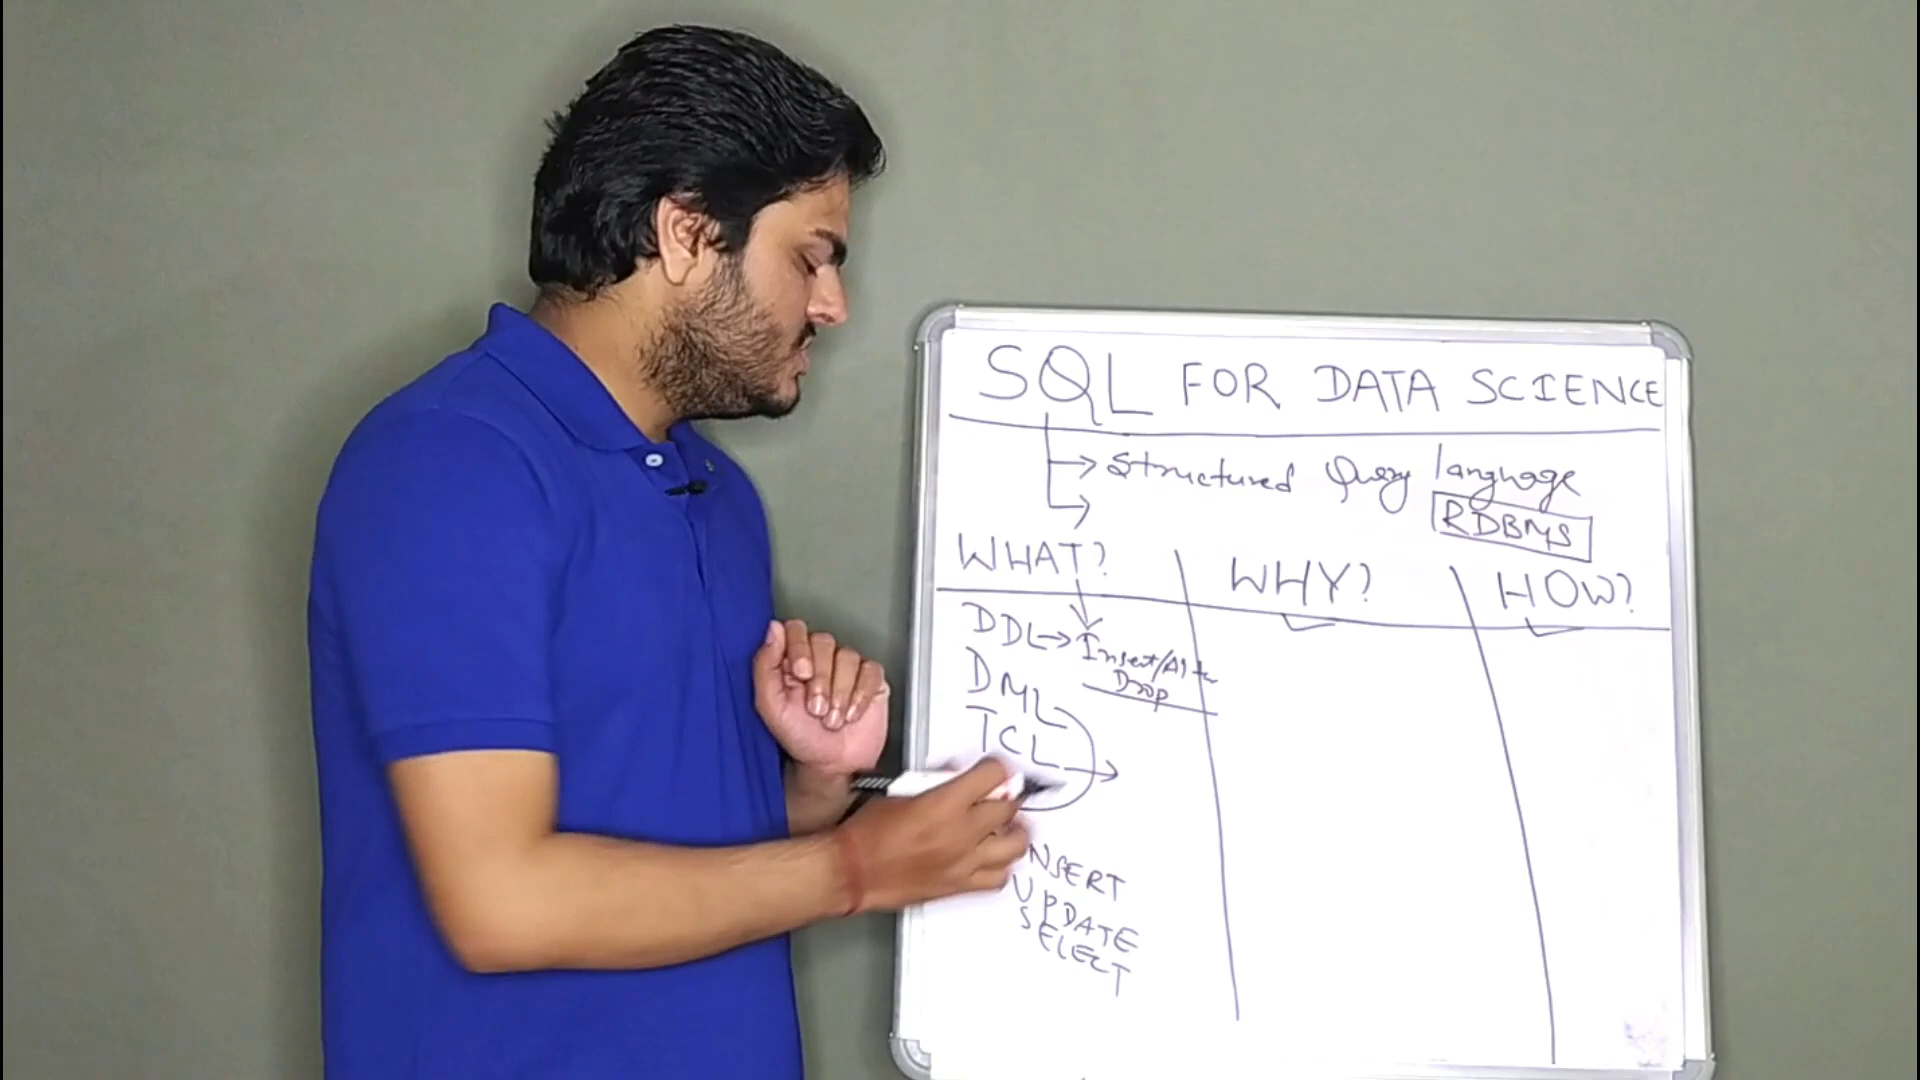 SQL FOR DATA SCIENCE
Structured Query language
RDBMS
WHAT? WHY? HOW?
DDL Insert/Alter
Drop
DML
TCL
NSERT
UPDATE
SELECT